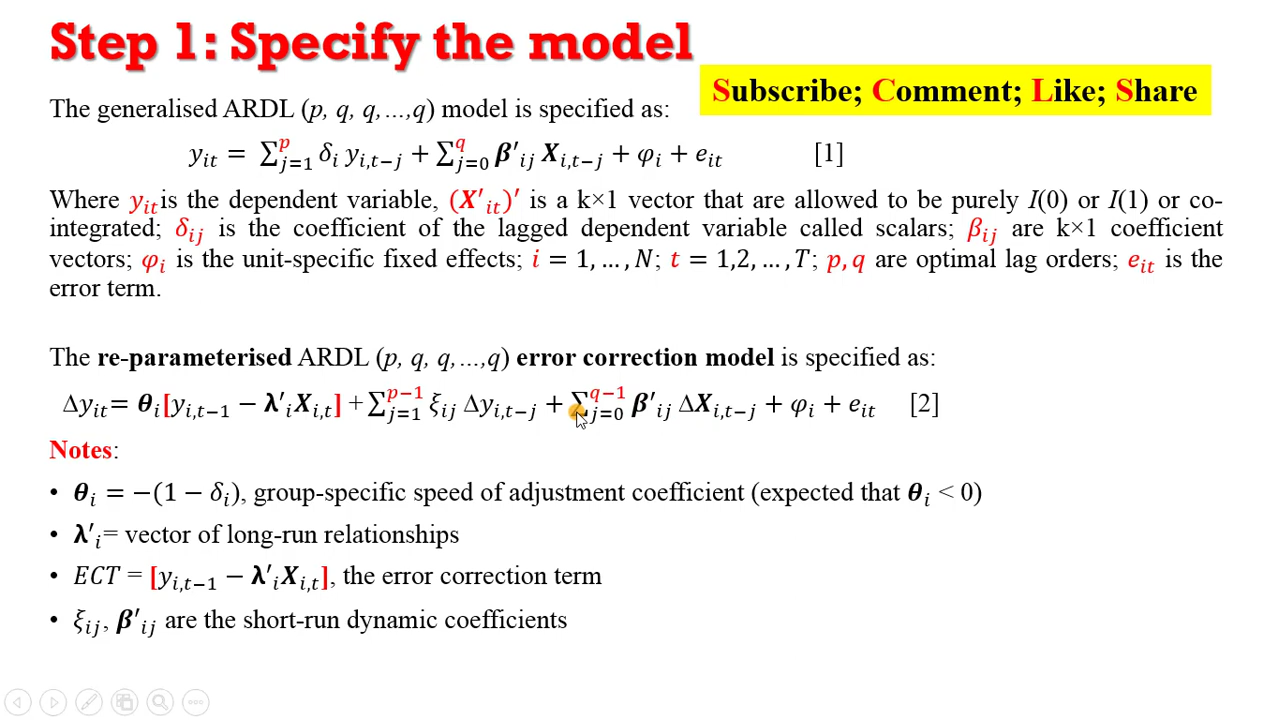 Step 1: Specify the model
Subscribe; Comment; Like; Share
The generalised ARDL (p, q, q,...,q) model is specified as:
y_it = ∑_{j=1}^{p} δ_i y_{i,t−j} + ∑_{j=0}^{q} β′_ij X_{i,t−j} + φ_i + e_it [1]
Where y_it is the dependent variable, (X′_it)′ is a k×1 vector that are allowed to be purely I(0) or I(1) or co-
integrated; δ_ij is the coefficient of the lagged dependent variable called scalars; β_ij are k×1 coefficient
vectors; φ_i is the unit-specific fixed effects; i = 1, …, N; t = 1,2, …, T; p, q are optimal lag orders; e_it is the
error term.
The re-parameterised ARDL (p, q, q,...,q) error correction model is specified as:
Δy_it = θ_i[y_{i,t−1} − λ′_i X_{i,t}] + ∑_{j=1}^{p−1} ξ_ij Δy_{i,t−j} + ∑_{j=0}^{q−1} β′_ij ΔX_{i,t−j} + φ_i + e_it [2]
Notes:
• θ_i = −(1 − δ_i), group-specific speed of adjustment coefficient (expected that θ_i < 0)
• λ′_i = vector of long-run relationships
• ECT = [y_{i,t−1} − λ′_i X_{i,t}], the error correction term
• ξ_ij, β′_ij are the short-run dynamic coefficients